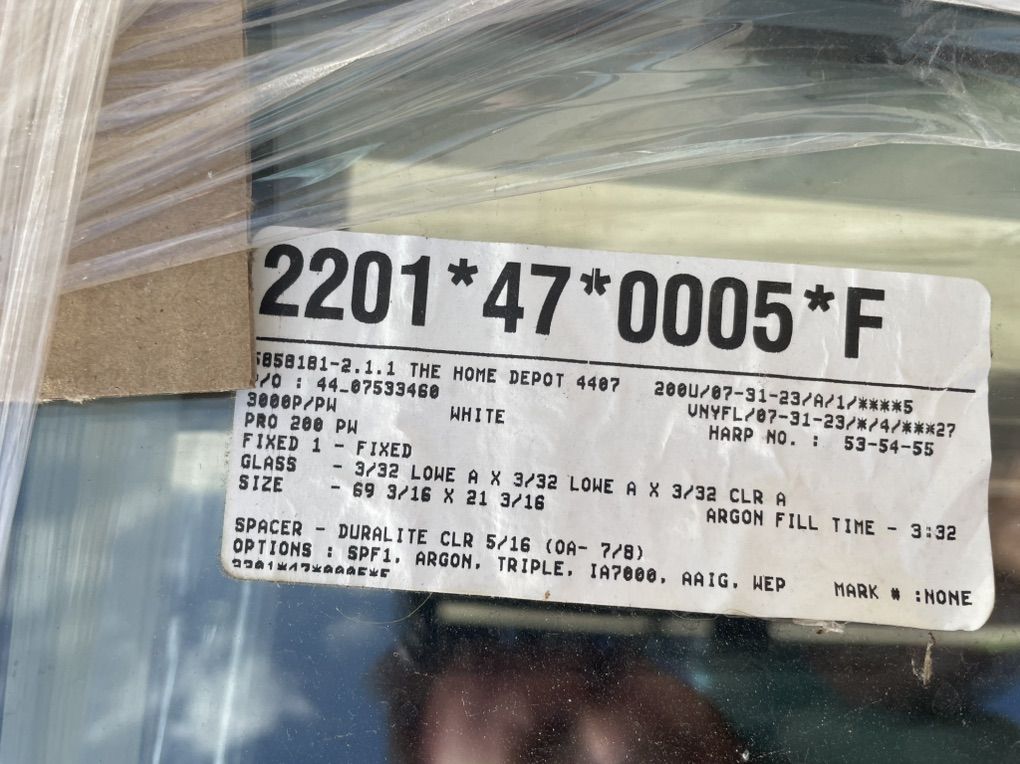 2201*47*0005*F
5858181-2.1.1 THE HOME DEPOT 4407 200U/07-31-23/A/1/****5
/O : 44_07533460 VNYFL/07-31-23/*/4/***27
3000P/PW WHITE HARP NO. : 53-54-55
PRO 200 PW
FIXED 1 - FIXED
GLASS - 3/32 LOWE A X 3/32 LOWE A X 3/32 CLR A
SIZE - 69 3/16 X 21 3/16 ARGON FILL TIME - 3:32
SPACER - DURALITE CLR 5/16 (OA- 7/8)
OPTIONS : SPF1, ARGON, TRIPLE, IA7000, AAIG, WEP MARK # :NONE
2201*47*0005*F